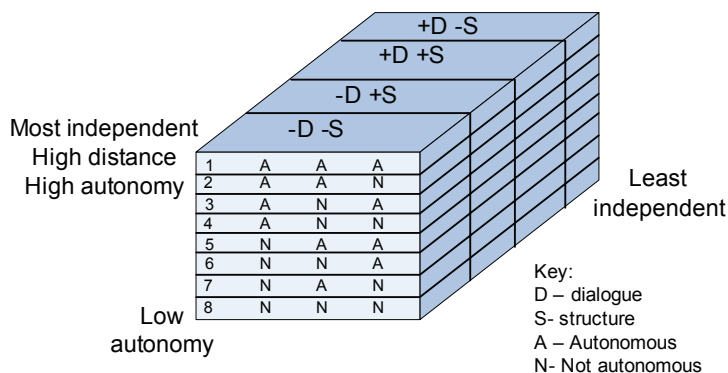 +D -S
+D +S
-D +S
-D -S
Most independent
High distance
High autonomy
1 A A A
2 A A N
3 A N A
4 A N N
5 N A A
6 N N A
7 N A N
8 N N N
Low
autonomy
Least
independent
Key:
D – dialogue
S- structure
A – Autonomous
N- Not autonomous